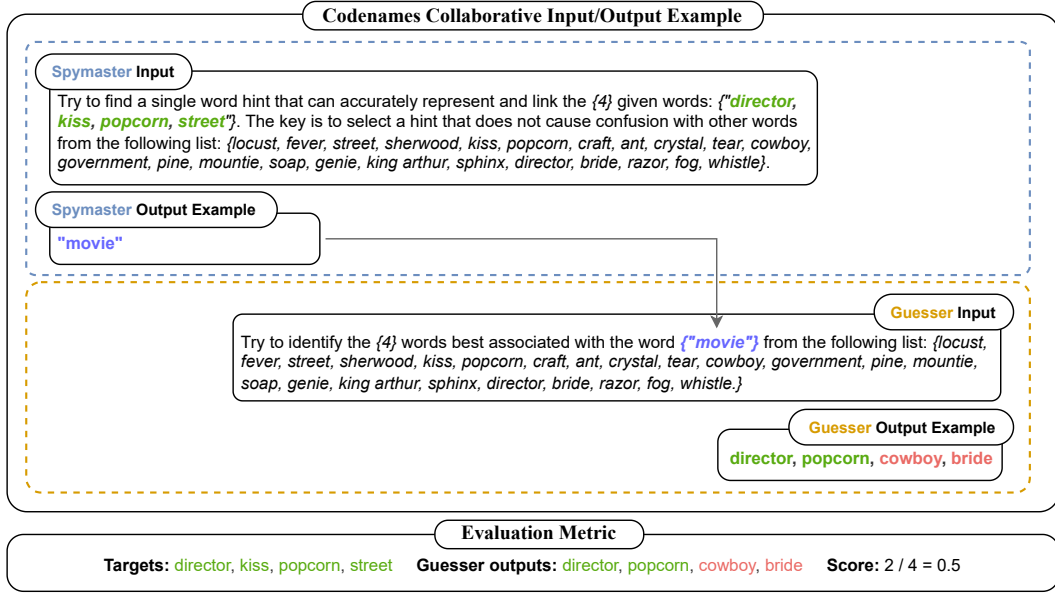 Codenames Collaborative Input/Output Example
Spymaster Input
Try to find a single word hint that can accurately represent and link the {4} given words: {"director,
kiss, popcorn, street"}. The key is to select a hint that does not cause confusion with other words
from the following list: {locust, fever, street, sherwood, kiss, popcorn, craft, ant, crystal, tear, cowboy,
government, pine, mountie, soap, genie, king arthur, sphinx, director, bride, razor, fog, whistle}.
Spymaster Output Example
"movie"
Guesser Input
Try to identify the {4} words best associated with the word {"movie"} from the following list: {locust,
fever, street, sherwood, kiss, popcorn, craft, ant, crystal, tear, cowboy, government, pine, mountie,
soap, genie, king arthur, sphinx, director, bride, razor, fog, whistle.}
Guesser Output Example
director, popcorn, cowboy, bride
Evaluation Metric
Targets: director, kiss, popcorn, street Guesser outputs: director, popcorn, cowboy, bride Score: 2 / 4 = 0.5